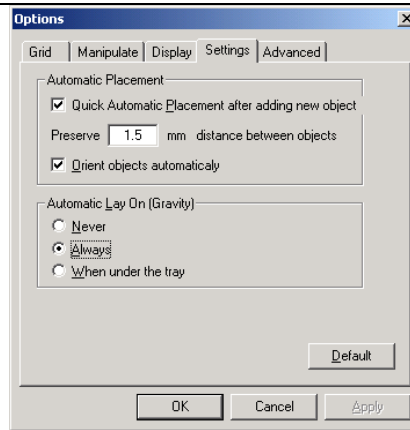 Options
Grid Manipulate Display Settings Advanced
Automatic Placement
Quick Automatic Placement after adding new object
Preserve 1.5 mm distance between objects
Orient objects automaticaly
Automatic Lay On (Gravity)
Never
Always
When under the tray
Default
OK Cancel Apply